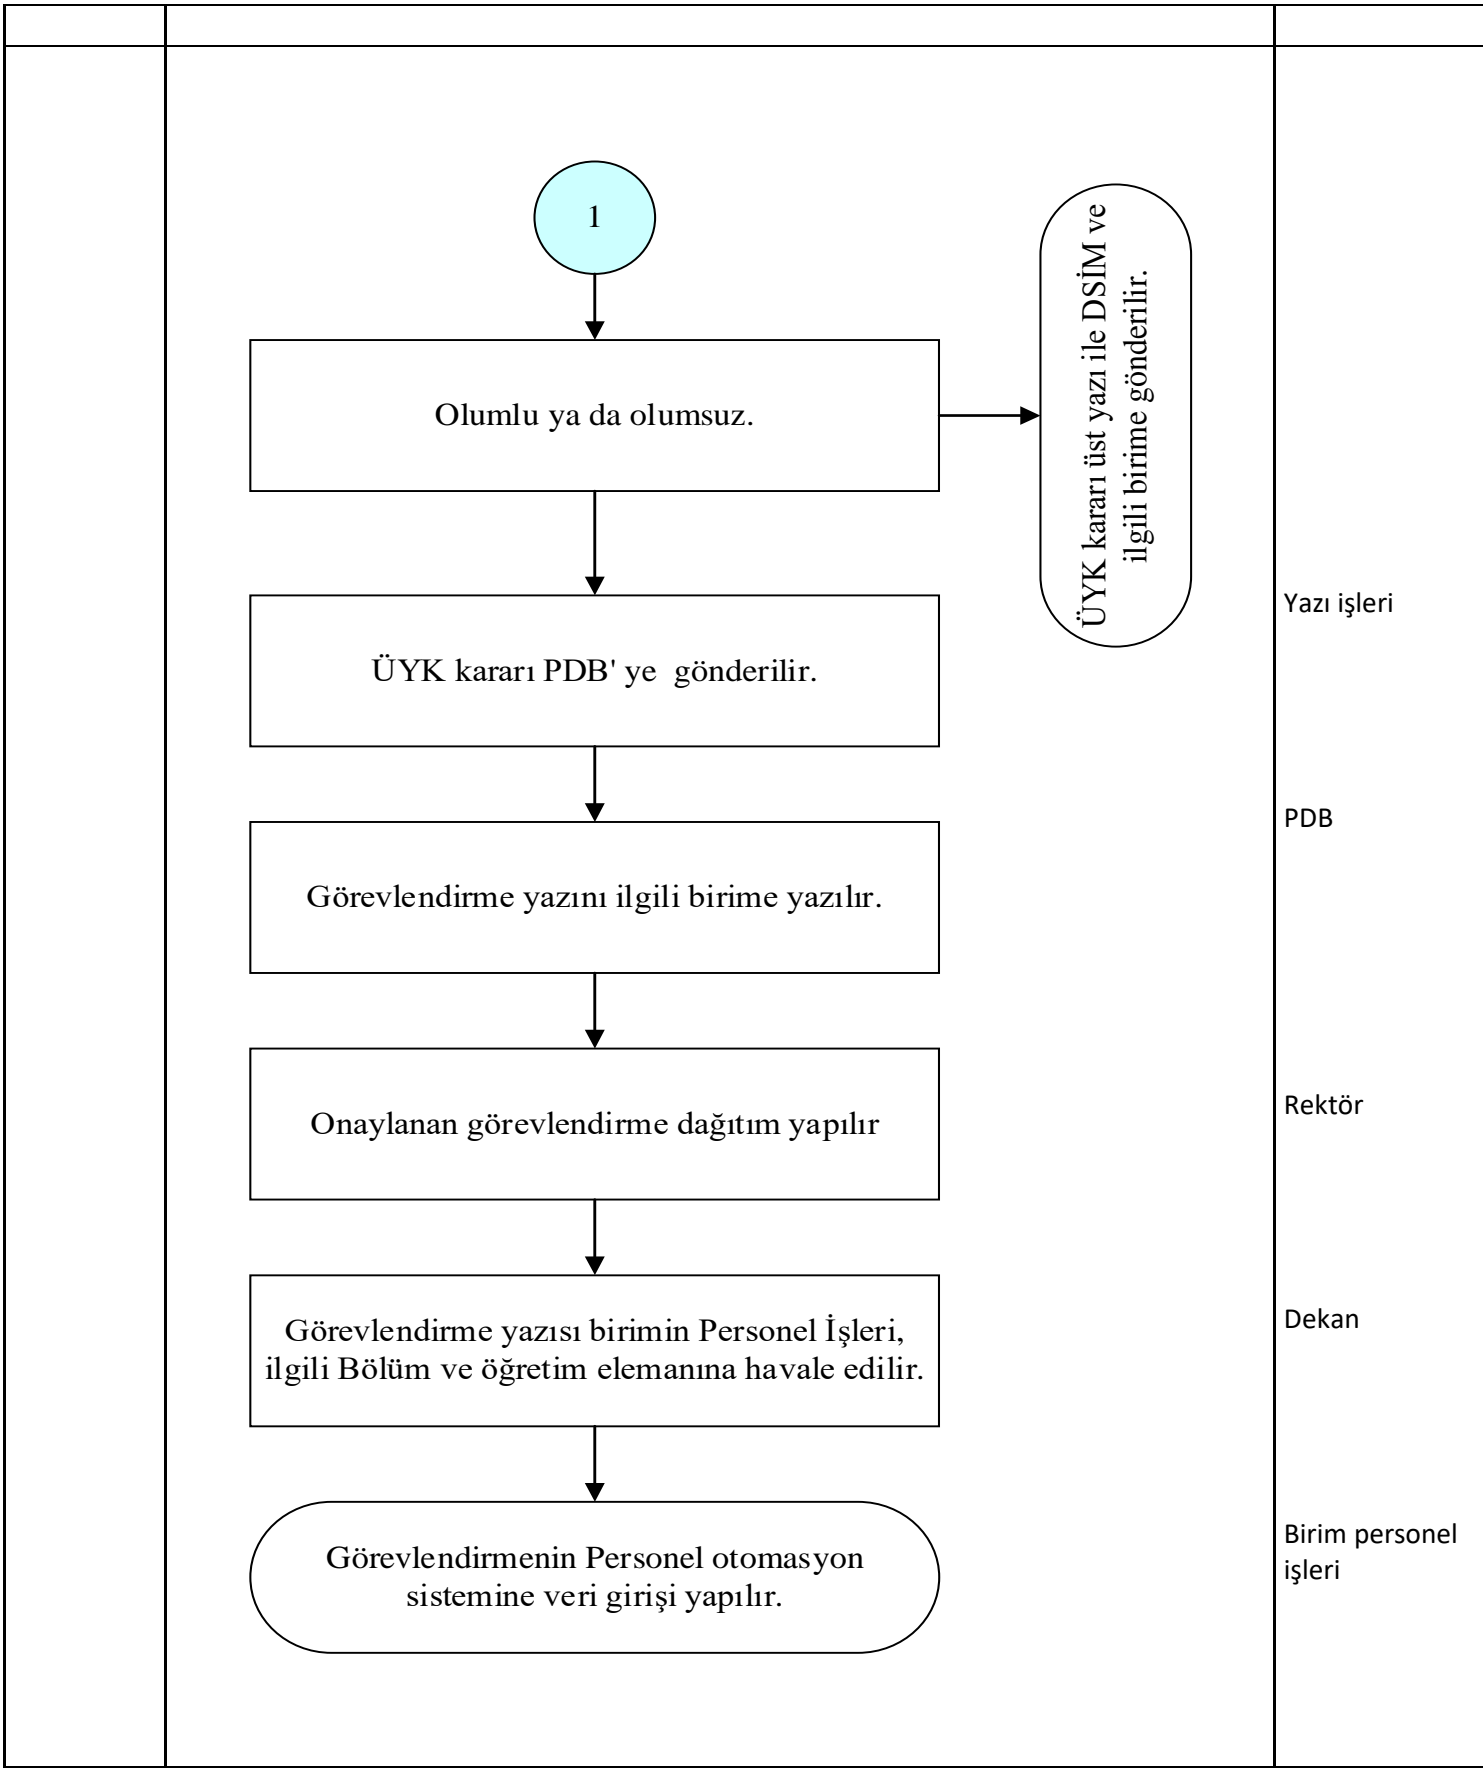 1
Olumlu ya da olumsuz.
ÜYK kararı üst yazı ile DSİM ve
ilgili birime gönderilir.
Yazı işleri
ÜYK kararı PDB' ye  gönderilir.
PDB
Görevlendirme yazını ilgili birime yazılır.
Rektör
Onaylanan görevlendirme dağıtım yapılır
Dekan
Görevlendirme yazısı birimin Personel İşleri,
ilgili Bölüm ve öğretim elemanına havale edilir.
Birim personel
işleri
Görevlendirmenin Personel otomasyon
sistemine veri girişi yapılır.